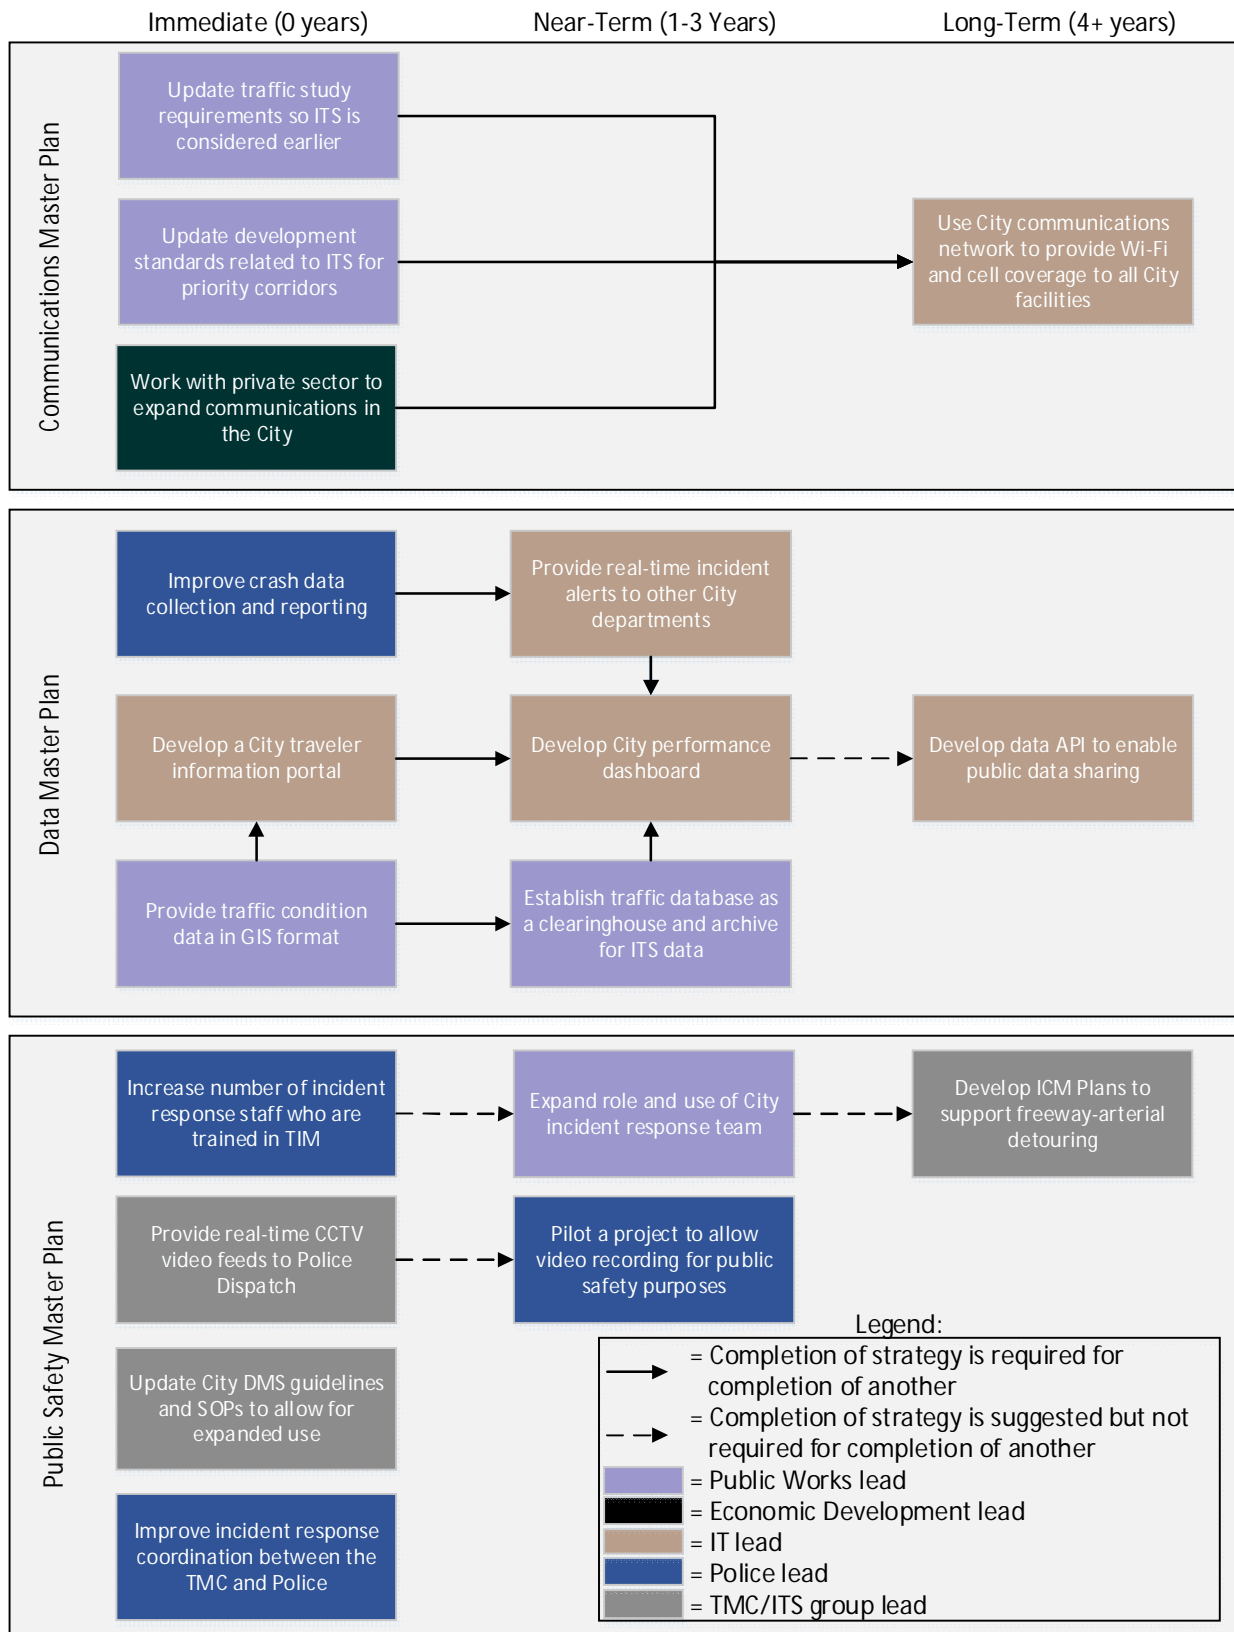 Immediate (0 years)
Near-Term (1-3 Years)
Long-Term (4+ years)
Communications Master Plan
Update traffic study
requirements so ITS is
considered earlier
Update development
standards related to ITS for
priority corridors
Work with private sector to
expand communications in
the City
Use City communications
network to provide Wi-Fi
and cell coverage to all City
facilities
Data Master Plan
Improve crash data
collection and reporting
Provide real-time incident
alerts to other City
departments
Develop a City traveler
information portal
Develop City performance
dashboard
Develop data API to enable
public data sharing
Provide traffic condition
data in GIS format
Establish traffic database as
a clearinghouse and archive
for ITS data
Public Safety Master Plan
Increase number of incident
response staff who are
trained in TIM
Expand role and use of City
incident response team
Develop ICM Plans to
support freeway-arterial
detouring
Provide real-time CCTV
video feeds to Police
Dispatch
Pilot a project to allow
video recording for public
safety purposes
Update City DMS guidelines
and SOPs to allow for
expanded use
Improve incident response
coordination between the
TMC and Police
Legend:
= Completion of strategy is required for
completion of another
= Completion of strategy is suggested but not
required for completion of another
= Public Works lead
= Economic Development lead
= IT lead
= Police lead
= TMC/ITS group lead